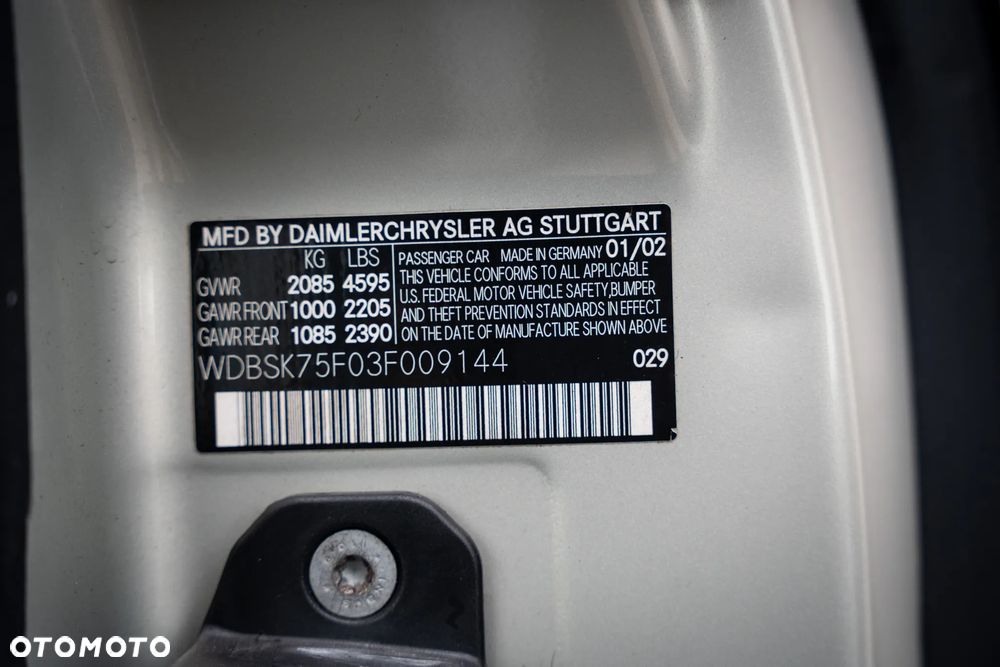 MFD BY DAIMLERCHRYSLER AG STUTTGART
KG LBS
GVWR 2085 4595
GAWR FRONT 1000 2205
GAWR REAR 1085 2390
PASSENGER CAR MADE IN GERMANY 01/02
THIS VEHICLE CONFORMS TO ALL APPLICABLE
U.S. FEDERAL MOTOR VEHICLE SAFETY,BUMPER
AND THEFT PREVENTION STANDARDS IN EFFECT
ON THE DATE OF MANUFACTURE SHOWN ABOVE
WDBSK75F03F009144 029
OTOMOTO